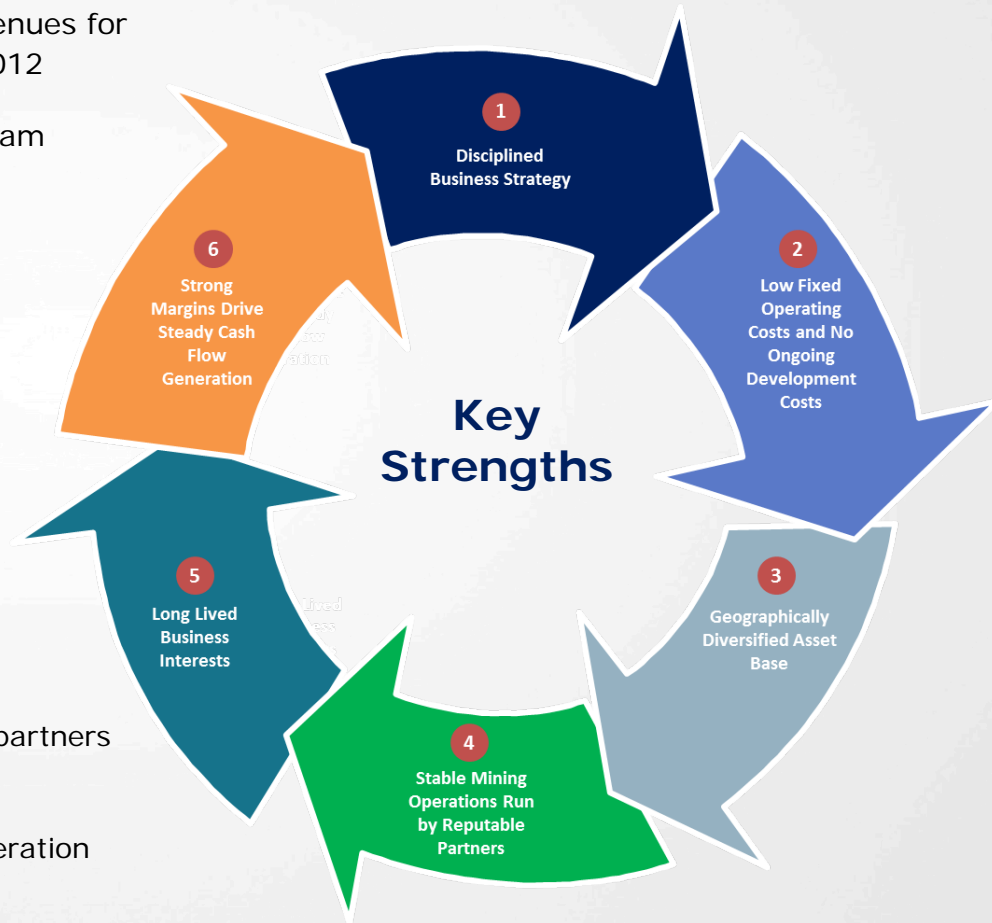 enues for
012
am
partners
eration
1
Disciplined
Business Strategy
2
Low Fixed
Operating
Costs and No
Ongoing
Development
Costs
3
Geographically
Diversified Asset
Base
4
Stable Mining
Operations Run
by Reputable
Partners
5
Long Lived
Business
Interests
6
Strong
Margins Drive
Steady Cash
Flow
Generation
Key
Strengths